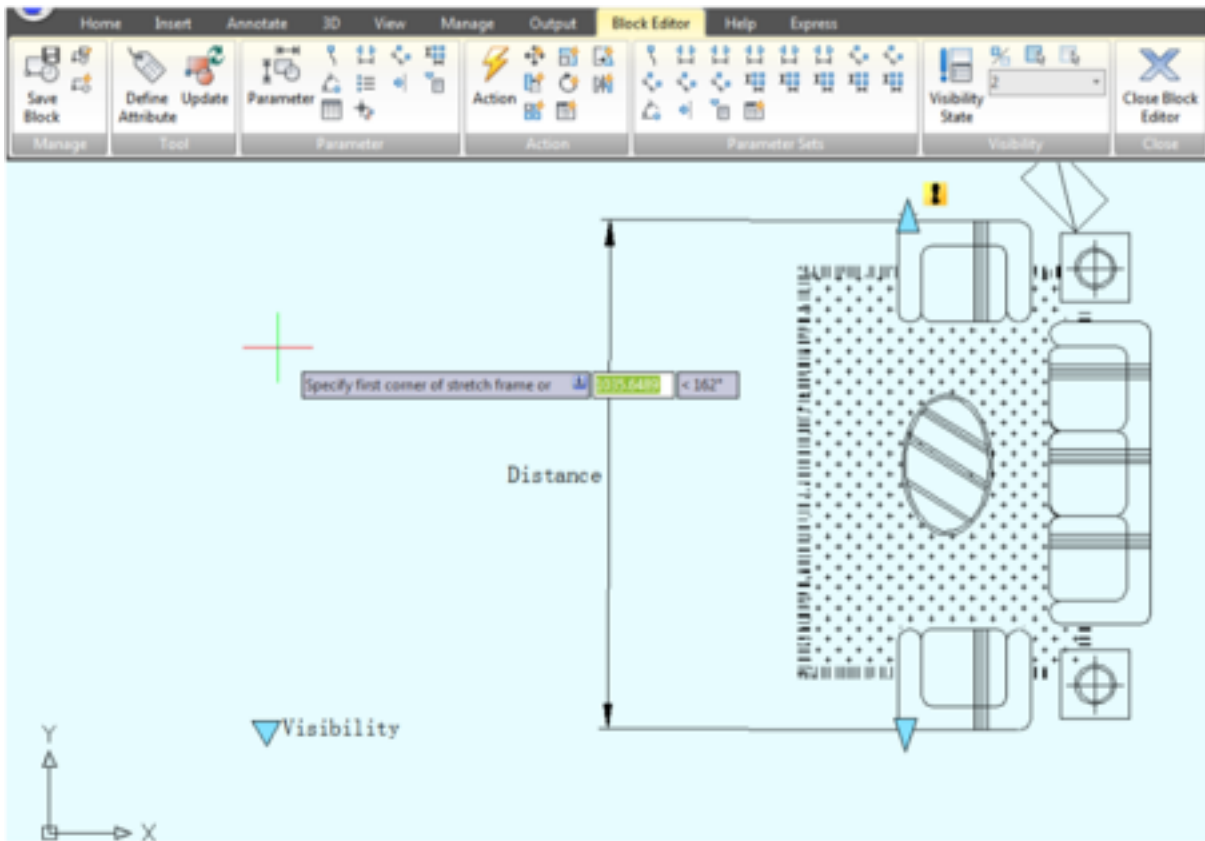 Home Insert Annotate 3D View Manage Output Block Editor Help Express
Save Block
Define Attribute
Update
Parameter
Action
2
Visibility State
Close Block Editor
Manage Tool Parameter Action Parameter Sets Visibility Close
Specify first corner of stretch frame or 1035.6489 < 162°
Distance
Visibility
Y
X